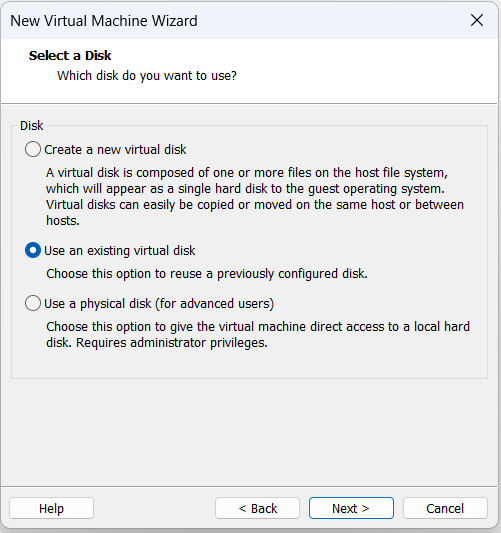 New Virtual Machine Wizard
Select a Disk
Which disk do you want to use?
Disk
Create a new virtual disk
A virtual disk is composed of one or more files on the host file system,
which will appear as a single hard disk to the guest operating system.
Virtual disks can easily be copied or moved on the same host or between
hosts.
Use an existing virtual disk
Choose this option to reuse a previously configured disk.
Use a physical disk (for advanced users)
Choose this option to give the virtual machine direct access to a local hard
disk. Requires administrator privileges.
Help
< Back
Next >
Cancel